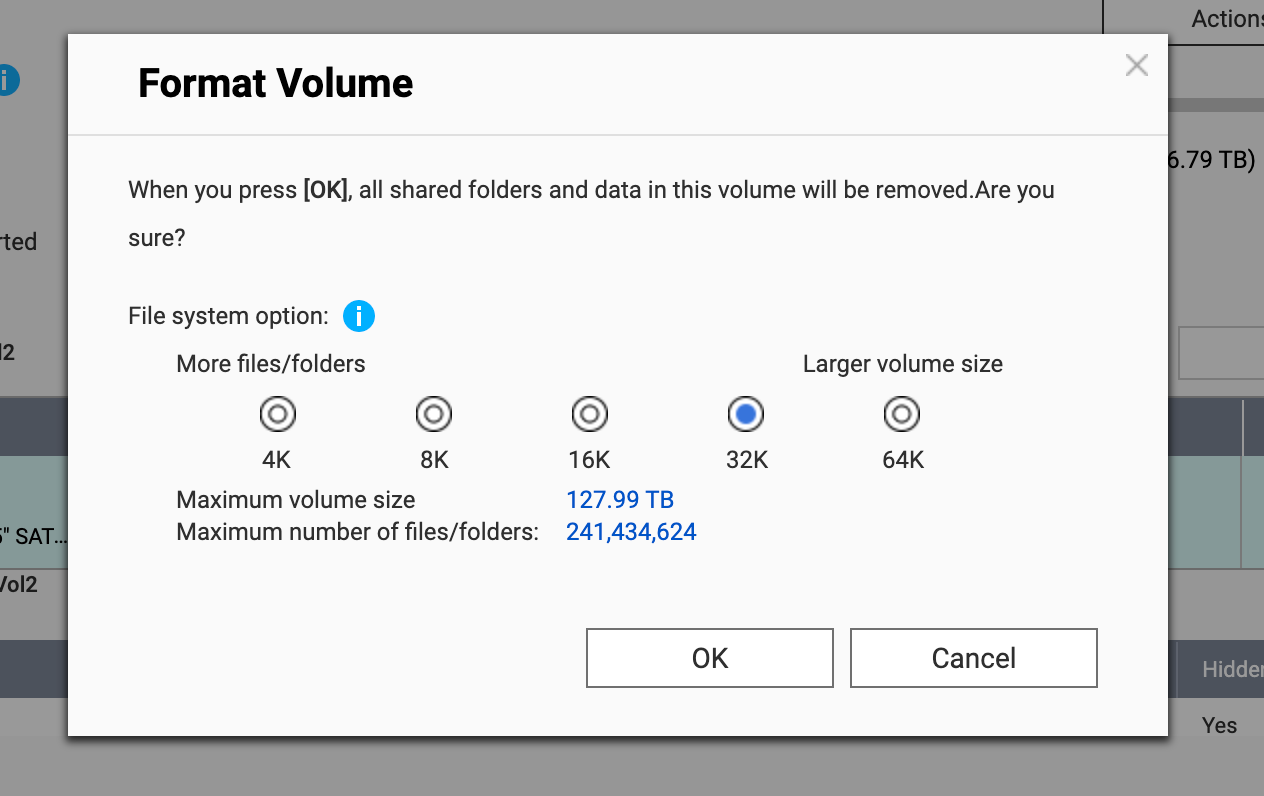 Actions
Format Volume
6.79 TB)
When you press [OK], all shared folders and data in this volume will be removed.Are you
sure?
rted
File system option:
l2
More files/folders Larger volume size
4K 8K 16K 32K 64K
Maximum volume size 127.99 TB
Maximum number of files/folders: 241,434,624
5" SAT...
Vol2
OK Cancel
Hidden
Yes